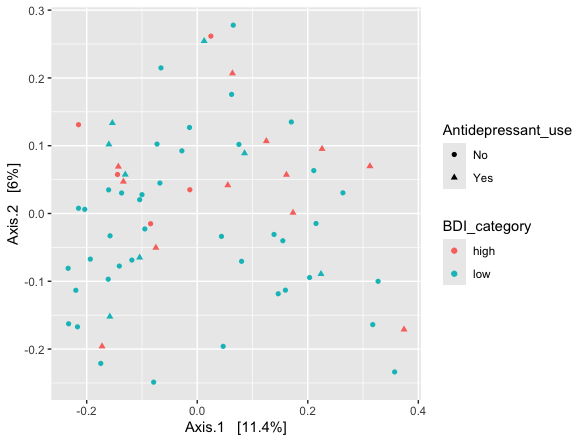 0.3
0.2
0.1
0.0
-0.1
-0.2
Axis.2 [6%]
-0.2 0.0 0.2 0.4
Axis.1 [11.4%]
Antidepressant_use
No
Yes
BDI_category
high
low